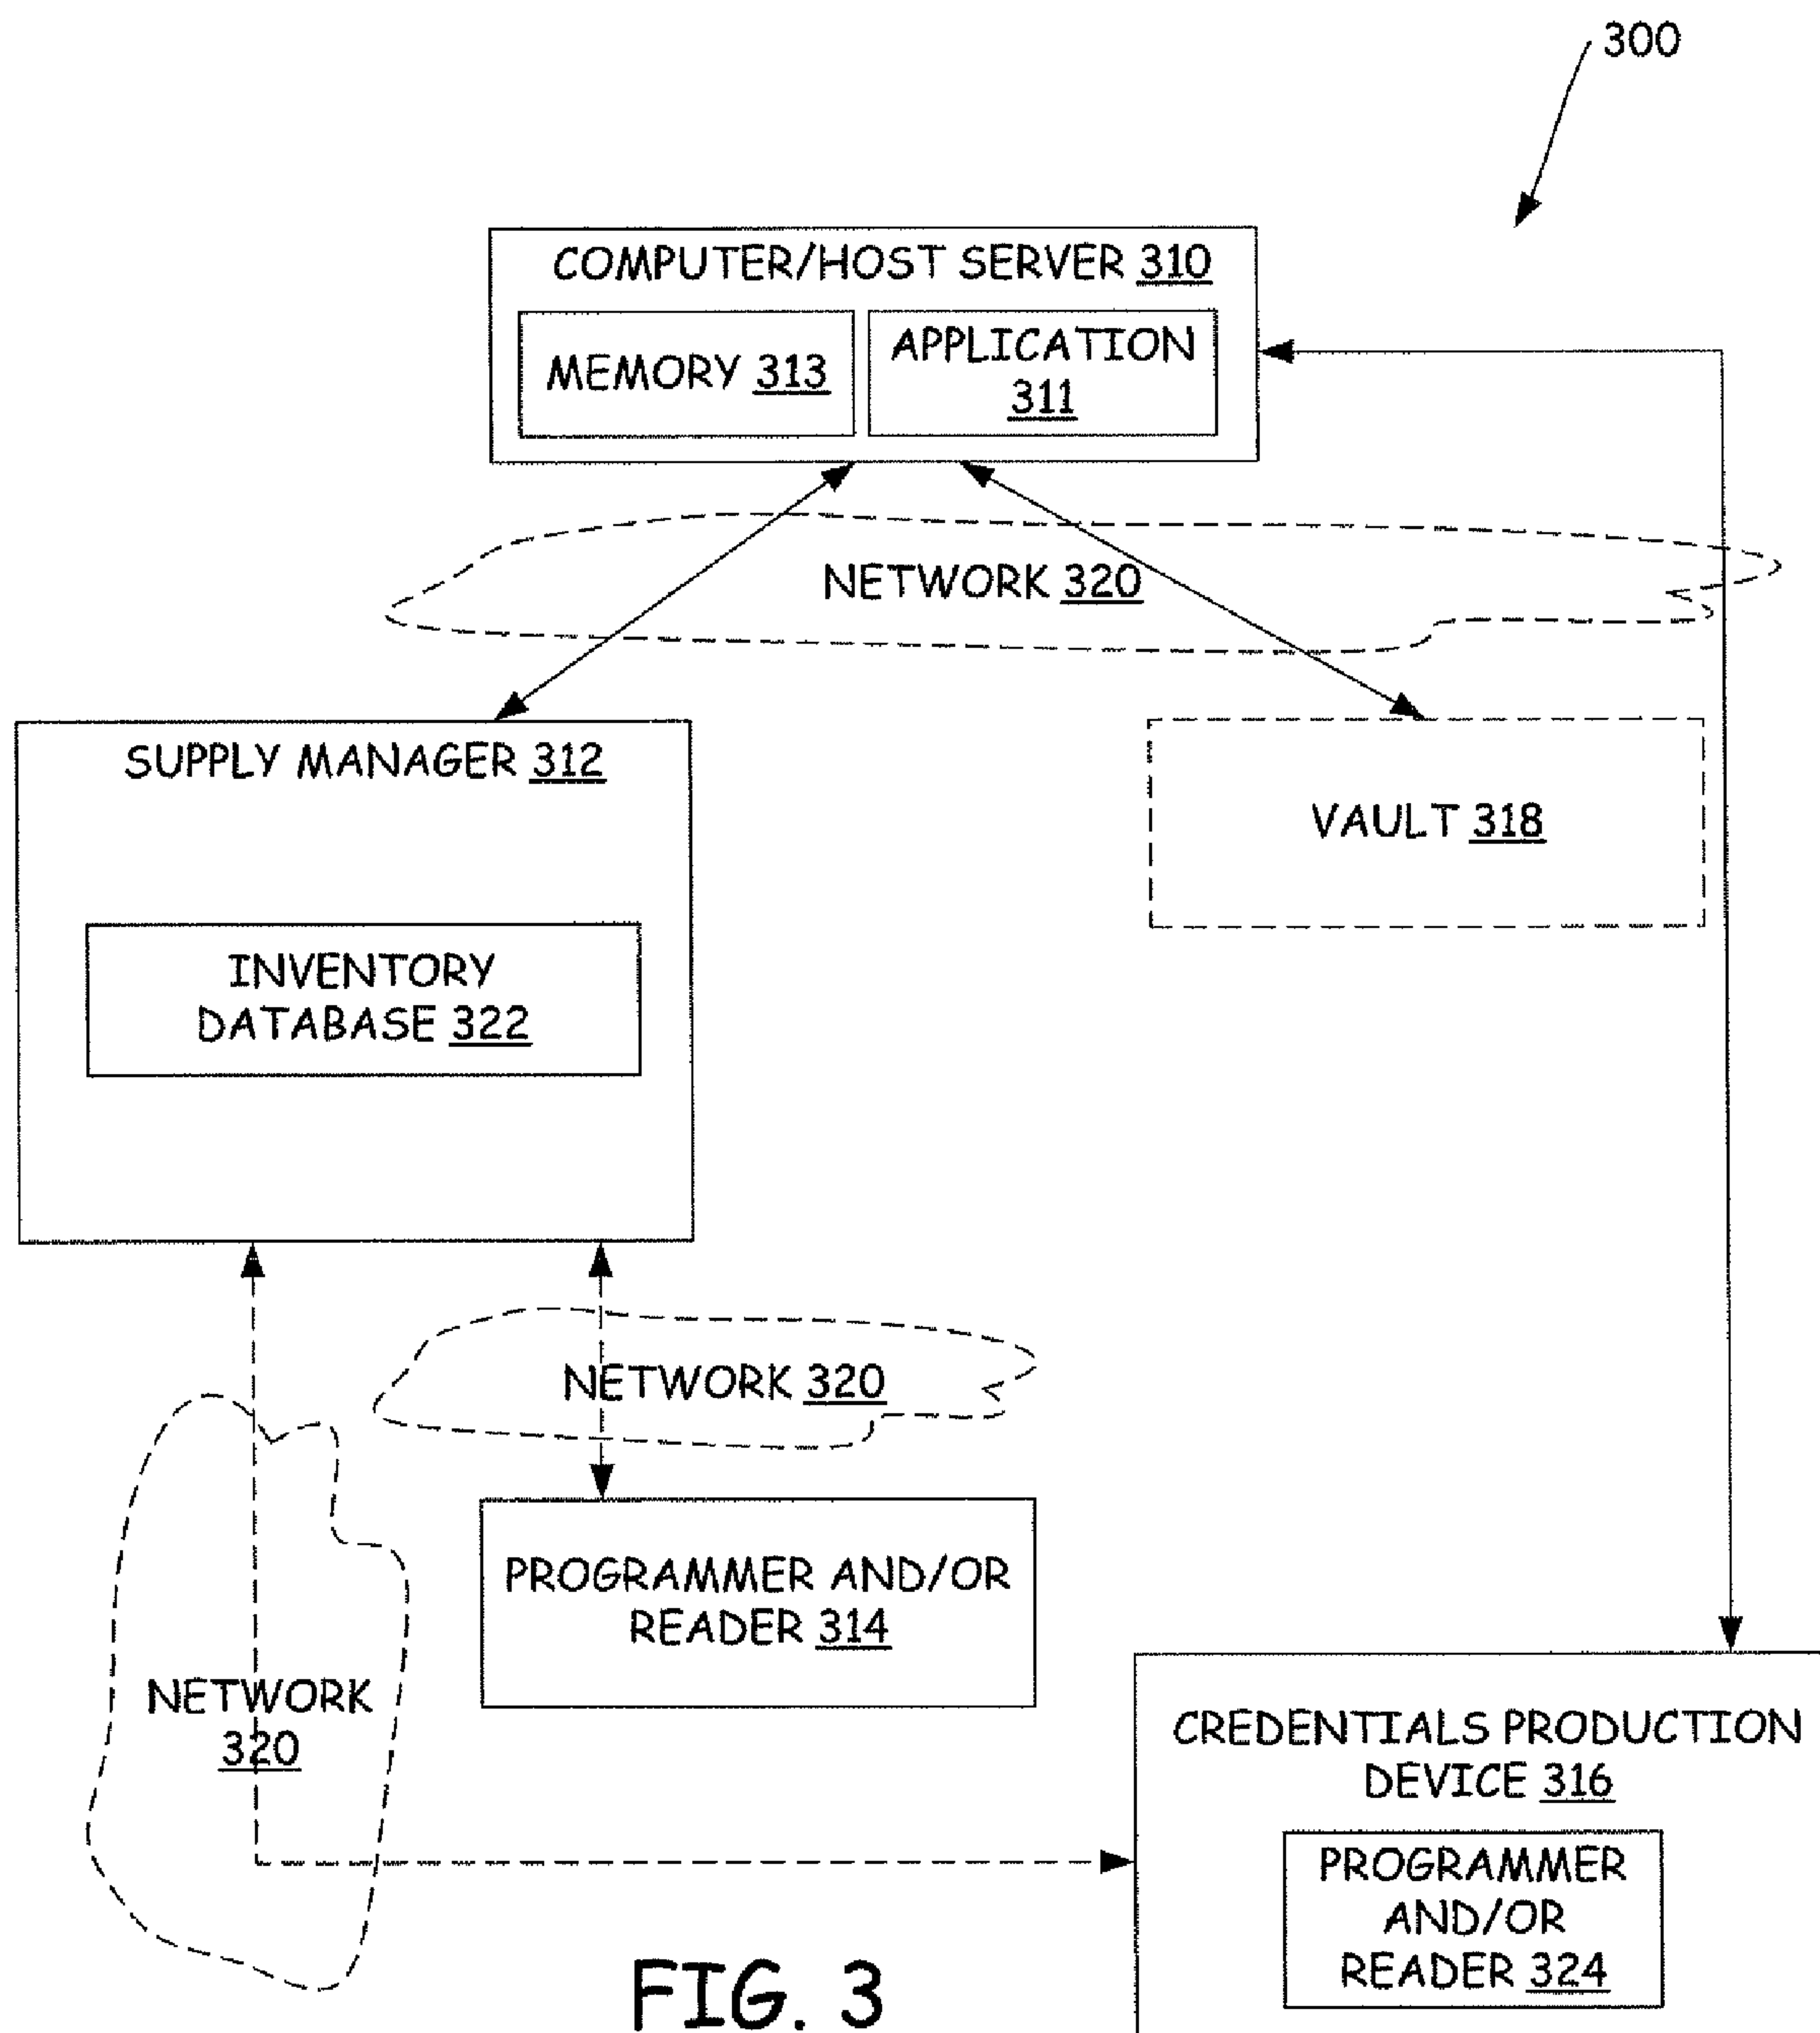 300
COMPUTER/HOST SERVER 310
MEMORY 313
APPLICATION
311
NETWORK 320
SUPPLY MANAGER 312
VAULT 318
INVENTORY
DATABASE 322
NETWORK 320
PROGRAMMER AND/OR
READER 314
NETWORK
320
CREDENTIALS PRODUCTION
DEVICE 316
PROGRAMMER
AND/OR
READER 324
FIG. 3